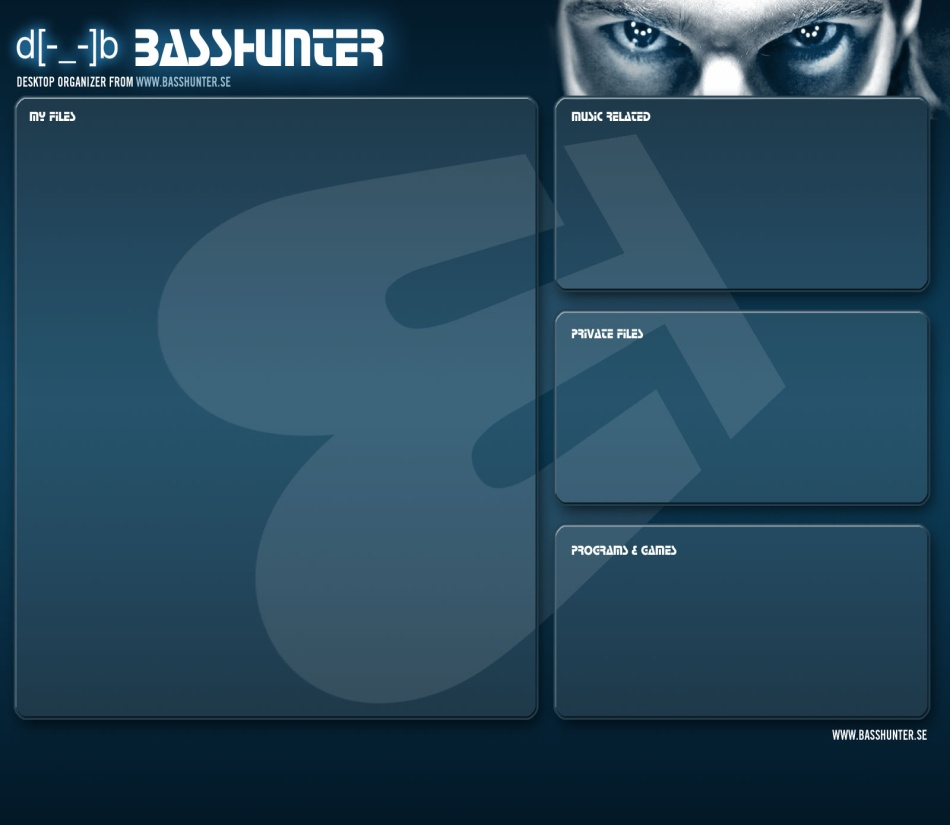 d[-_-]b BASSHUNTER
DESKTOP ORGANIZER FROM WWW.BASSHUNTER.SE
MY FILES
MUSIC RELATED
PRIVATE FILES
PROGRAMS & GAMES
WWW.BASSHUNTER.SE